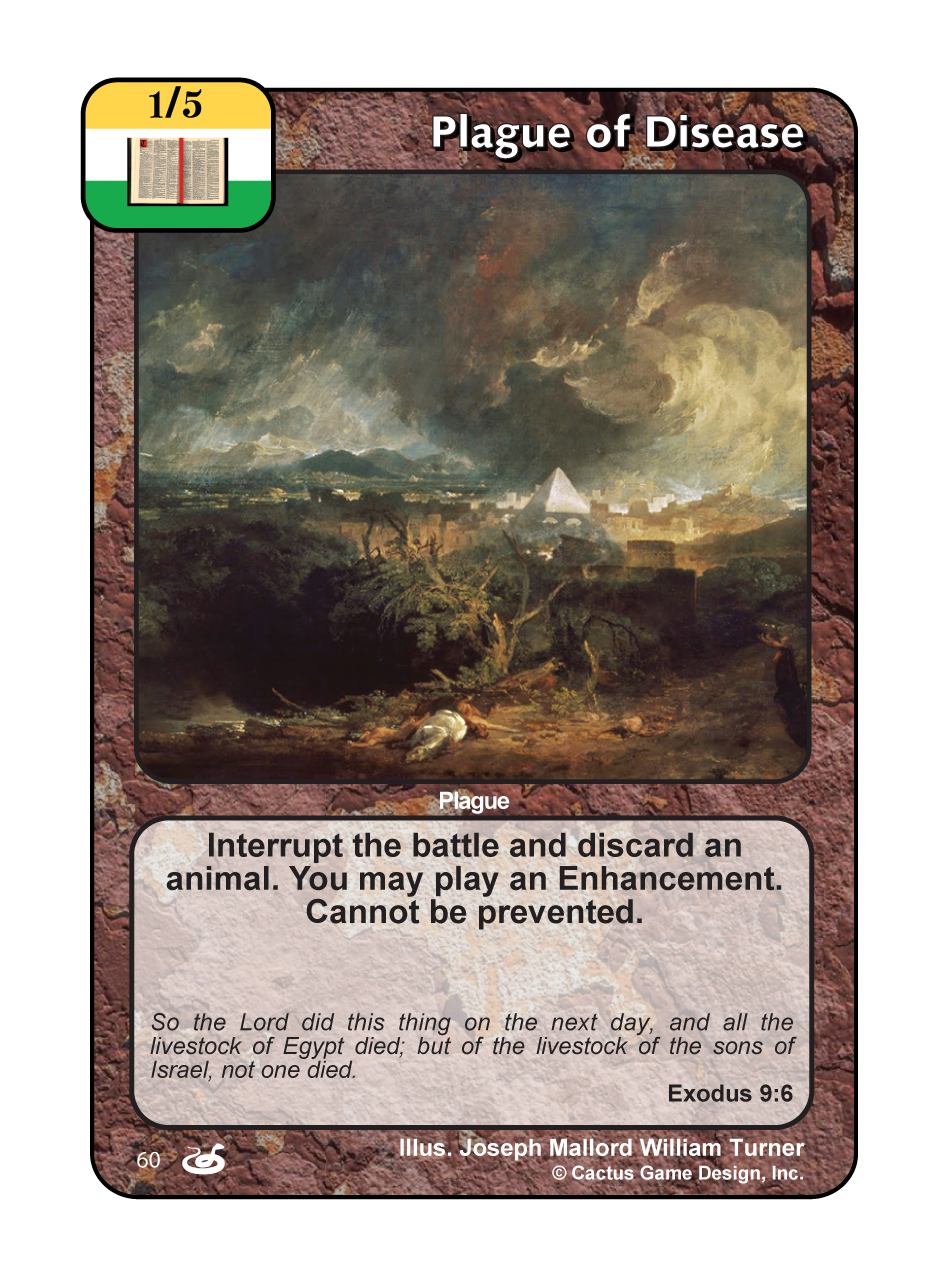 1/5
Plague of Disease
Plague
Interrupt the battle and discard an
animal. You may play an Enhancement.
Cannot be prevented.
So the Lord did this thing on the next day, and all the
livestock of Egypt died; but of the livestock of the sons of
Israel, not one died.
Exodus 9:6
60
Illus. Joseph Mallord William Turner
© Cactus Game Design, Inc.